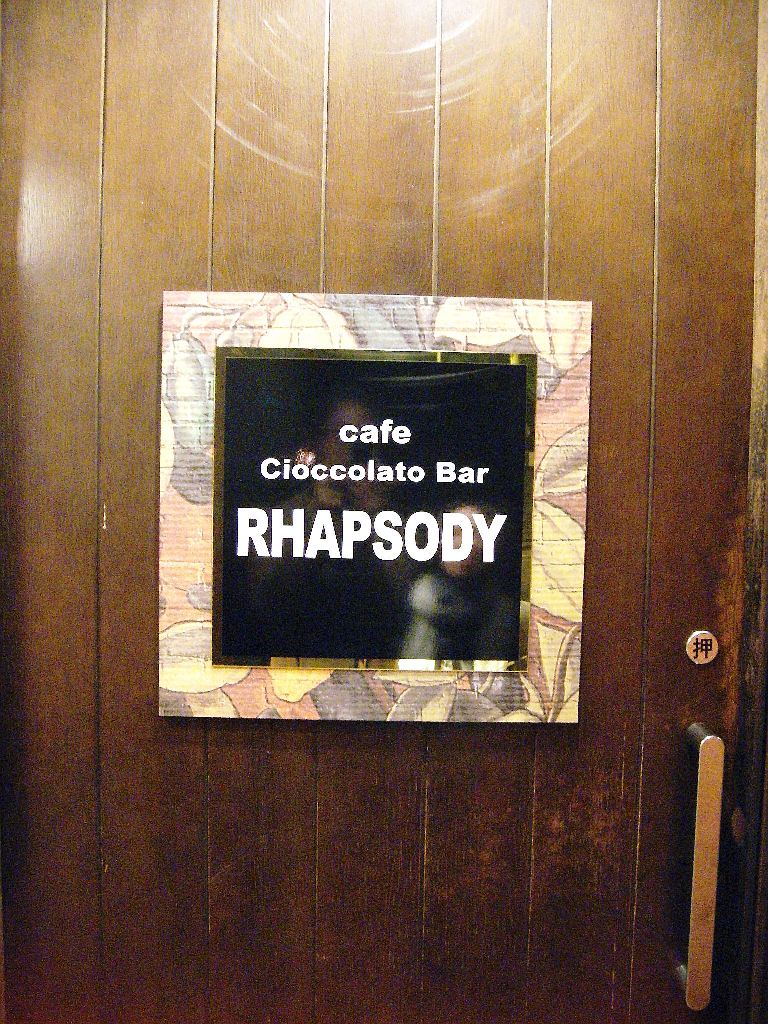 cafe
Cioccolato Bar
RHAPSODY
押